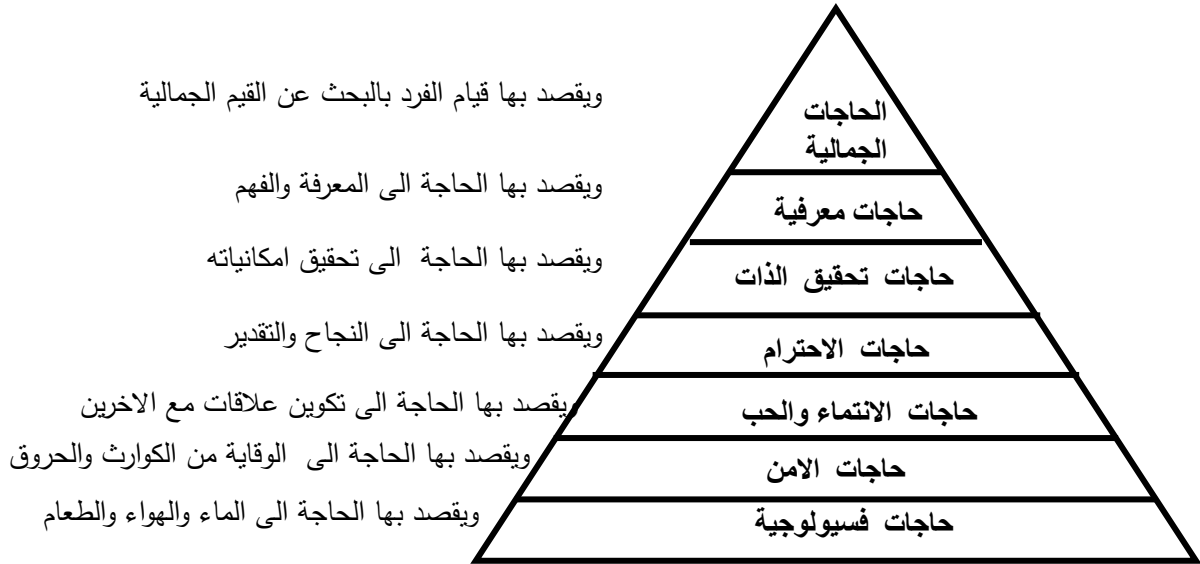 الحاجات
الجمالية
ويقصد بها قيام الفرد بالبحث عن القيم الجمالية
حاجات معرفية
ويقصد بها الحاجة الى المعرفة والفهم
حاجات تحقيق الذات
ويقصد بها الحاجة الى تحقيق امكانياته
حاجات الاحترام
ويقصد بها الحاجة الى النجاح والتقدير
حاجات الانتماء والحب
ويقصد بها الحاجة الى تكوين علاقات مع الاخرين
حاجات الامن
ويقصد بها الحاجة الى الوقاية من الكوارث والحروق
حاجات فسيولوجية
ويقصد بها الحاجة الى الماء والهواء والطعام